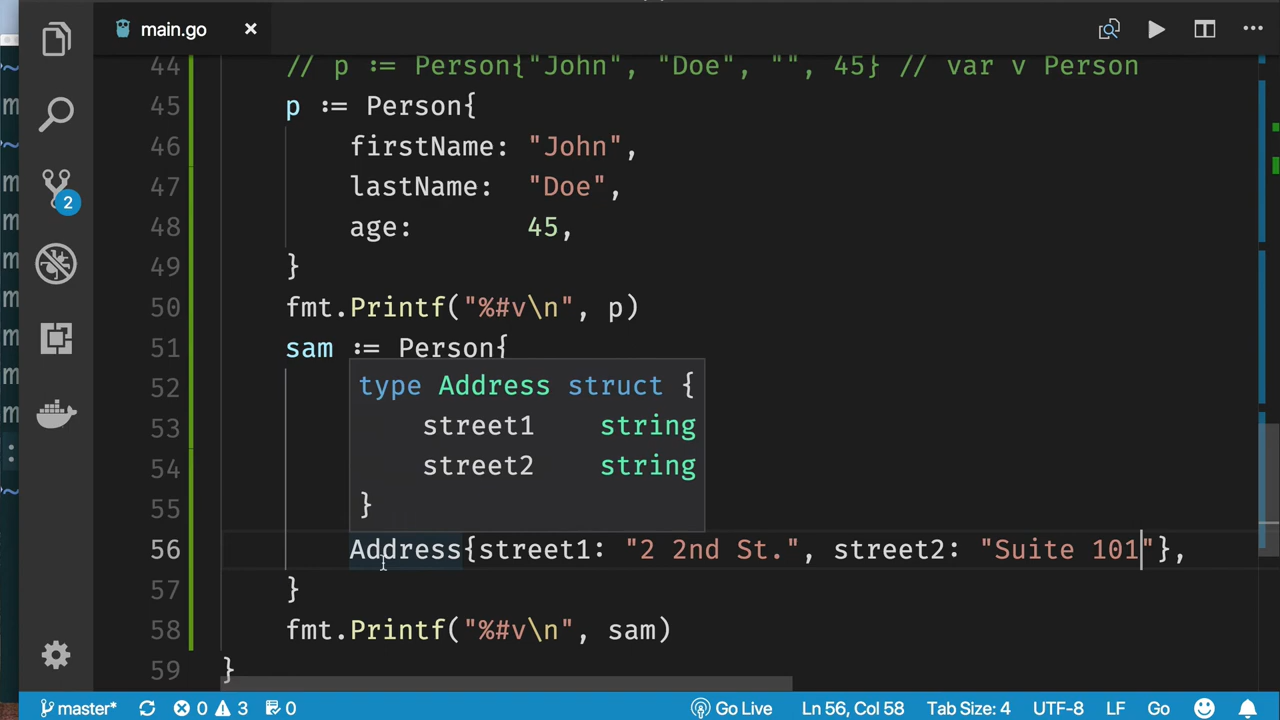 main.go
44 // p := Person{"John", "Doe", "", 45} // var v Person
45 p := Person{
46 firstName: "John",
47 lastName: "Doe",
48 age: 45,
49 }
50 fmt.Printf("%#v\n", p)
51 sam := Person{
52
type Address struct {
53
street1 string
54
street2 string
55
}
56 Address{street1: "2 2nd St.", street2: "Suite 101"},
57 }
58 fmt.Printf("%#v\n", sam)
59 }
2
master* 0 3 0 Go Live Ln 56, Col 58 Tab Size: 4 UTF-8 LF Go